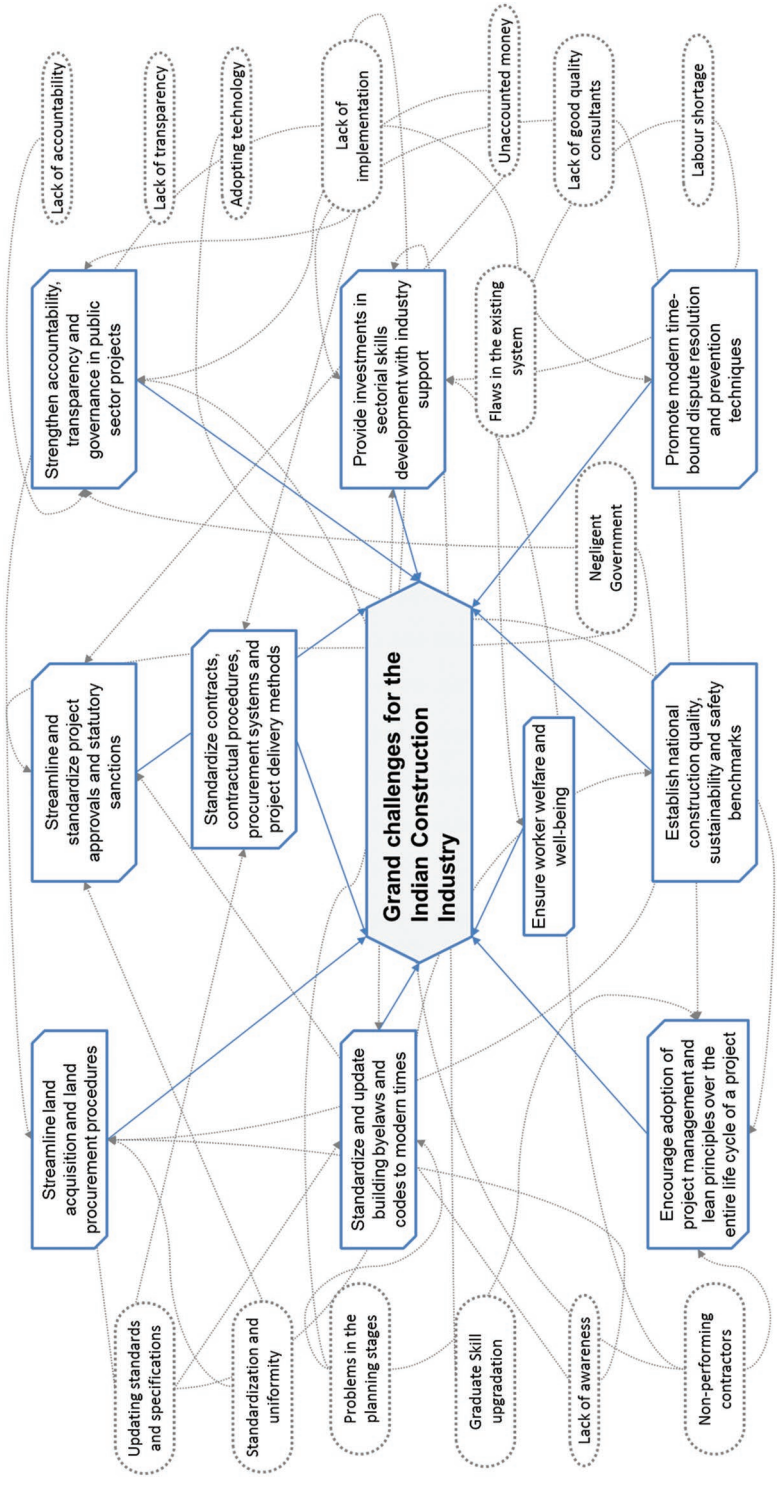 Streamline land
acquisition and land
procurement procedures
Streamline and
standardize project
approvals and statutory
sanctions
Strengthen accountability,
transparency and
governance in public
sector projects
Lack of accountability
Updating standards
and specifications
Lack of transparency
Standardization and
uniformity
Standardize contracts,
contractual procedures,
procurement systems and
project delivery methods
Adopting technology
Problems in the
planning stages
Standardize and update
building byelaws and
codes to modern times
Grand challenges for the
Indian Construction
Industry
Provide investments in
sectorial skills
development with industry
support
Lack of
implementation
Graduate Skill
upgradation
Flaws in the existing
system
Unaccounted money
Lack of awareness
Ensure worker welfare and
well-being
Negligent
Government
Lack of good quality
consultants
Non-performing
contractors
Encourage adoption of
project management and
lean principles over the
entire life cycle of a project
Establish national
construction quality,
sustainability and safety
benchmarks
Promote modern time-
bound dispute resolution
and prevention
techniques
Labour shortage